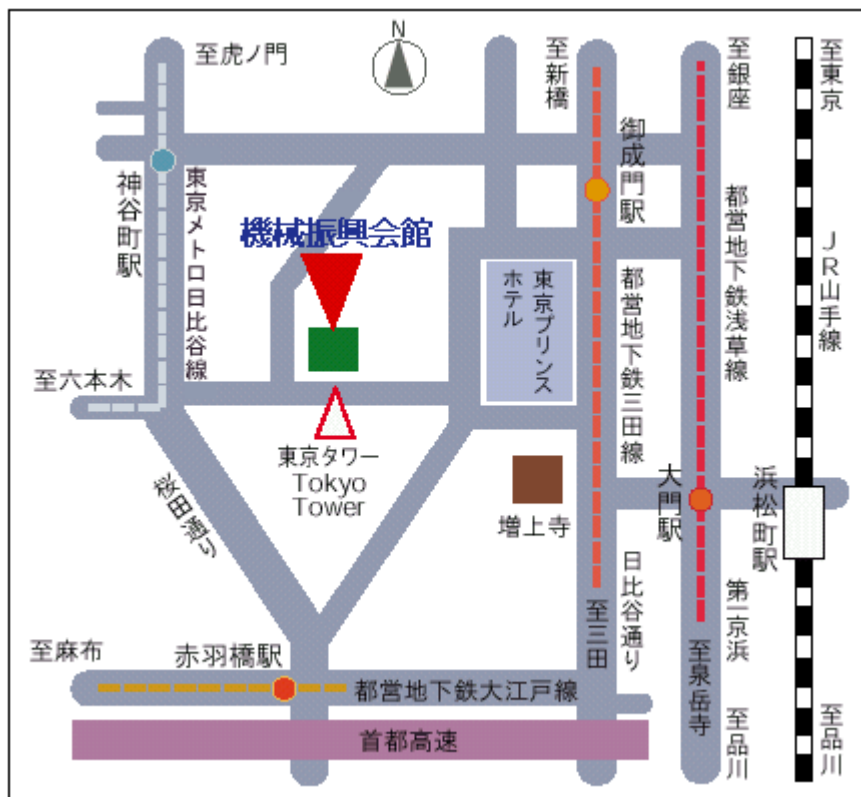 N
至虎ノ門
至新橋
至銀座
至東京
御成門駅
神谷町駅
東京メトロ日比谷線
機械振興会館
東京プリンス
ホテル
都営地下鉄三田線
都営地下鉄浅草線
JR山手線
至六本木
東京タワー
Tokyo
Tower
桜田通り
増上寺
大門駅
浜松町駅
日比谷通り
第一京浜
至三田
至麻布
赤羽橋駅
都営地下鉄大江戸線
至泉岳寺
至品川
至品川
首都高速